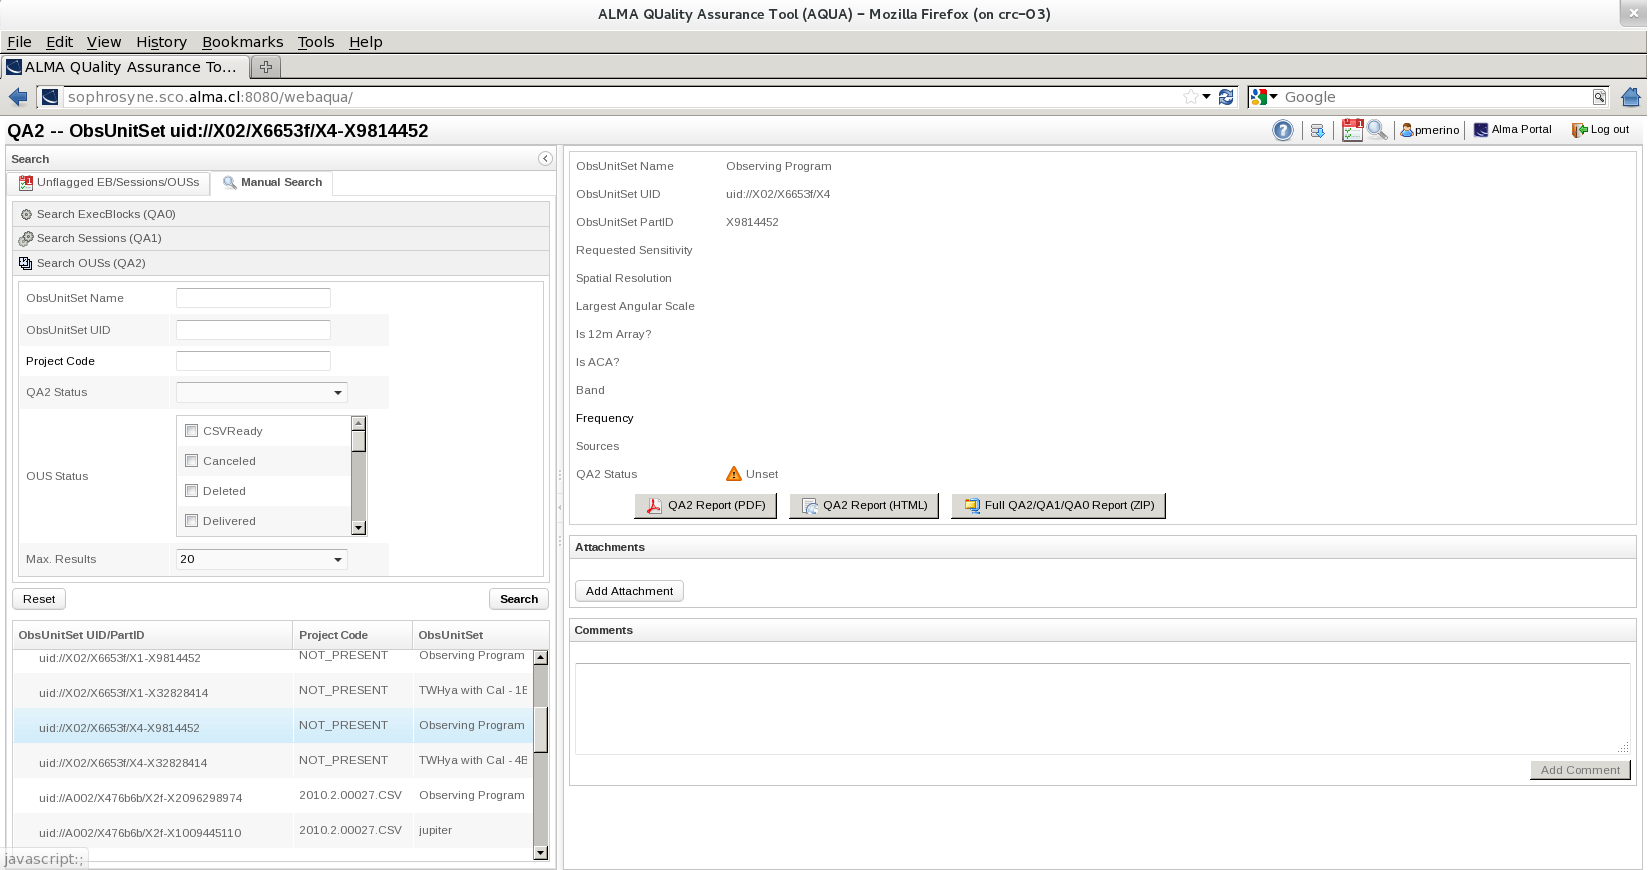 ALMA QUality Assurance Tool (AQUA) - Mozilla Firefox (on crc-03)
File Edit View History Bookmarks Tools Help
ALMA QUality Assurance To...
sophrosyne.sco.alma.cl:8080/webaqua/
Google
QA2 -- ObsUnitSet uid://X02/X6653f/X4-X9814452
pmerino
Alma Portal
Log out
Search
Unflagged EB/Sessions/OUSs
Manual Search
Search ExecBlocks (QA0)
Search Sessions (QA1)
Search OUSs (QA2)
ObsUnitSet Name
ObsUnitSet UID
Project Code
QA2 Status
OUS Status
CSVReady
Canceled
Deleted
Delivered
Max. Results 20
Reset
Search
ObsUnitSet UID/PartID Project Code ObsUnitSet
uid://X02/X6653f/X1-X9814452 NOT_PRESENT Observing Program
uid://X02/X6653f/X1-X32828414 NOT_PRESENT TWHya with Cal - 1E
uid://X02/X6653f/X4-X9814452 NOT_PRESENT Observing Program
uid://X02/X6653f/X4-X32828414 NOT_PRESENT TWHya with Cal - 4E
uid://A002/X476b6b/X2f-X2096298974 2010.2.00027.CSV Observing Program
uid://A002/X476b6b/X2f-X1009445110 2010.2.00027.CSV jupiter
javascript:;
ObsUnitSet Name Observing Program
ObsUnitSet UID uid://X02/X6653f/X4
ObsUnitSet PartID X9814452
Requested Sensitivity
Spatial Resolution
Largest Angular Scale
Is 12m Array?
Is ACA?
Band
Frequency
Sources
QA2 Status Unset
QA2 Report (PDF)
QA2 Report (HTML)
Full QA2/QA1/QA0 Report (ZIP)
Attachments
Add Attachment
Comments
Add Comment